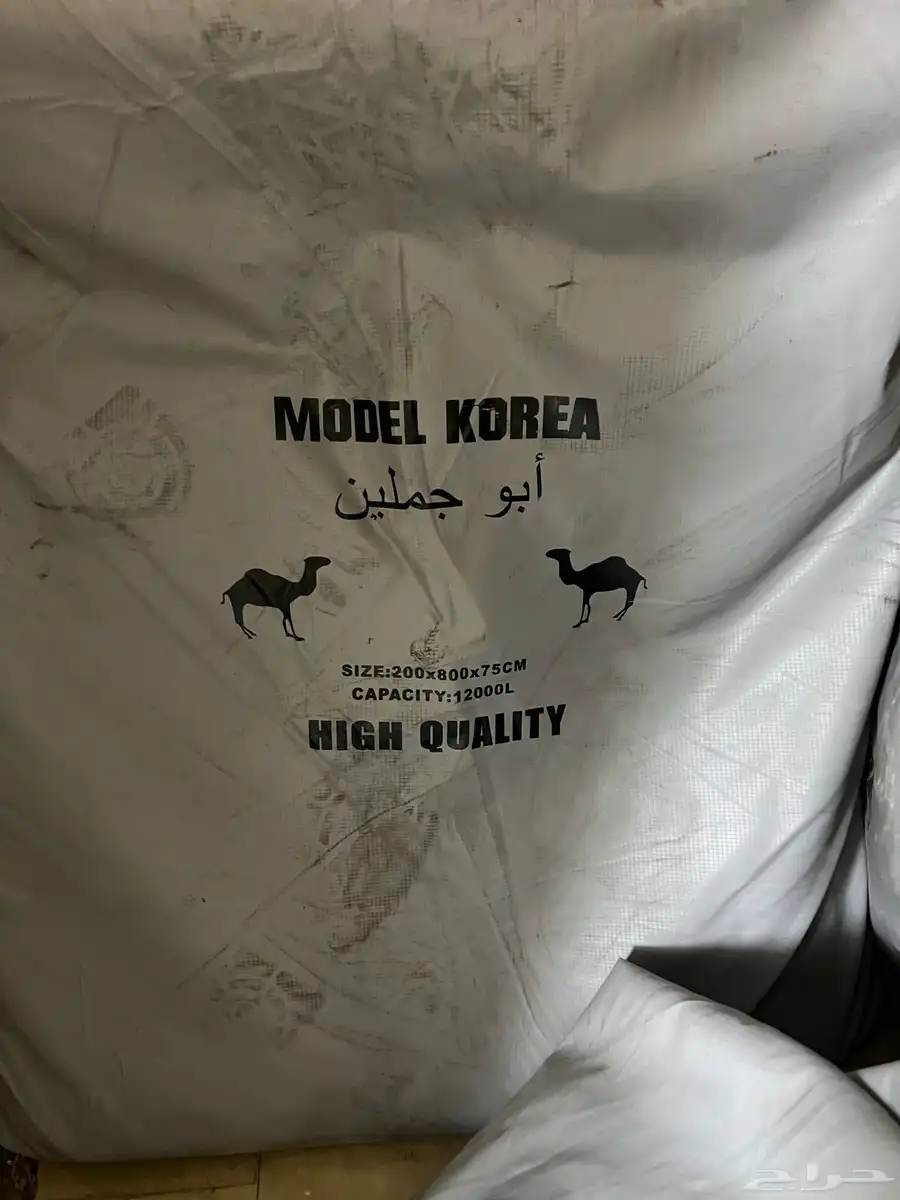 MODEL KOREA
أبو جملين
SIZE:200x800x75CM
CAPACITY:12000L
HIGH QUALITY
حراج